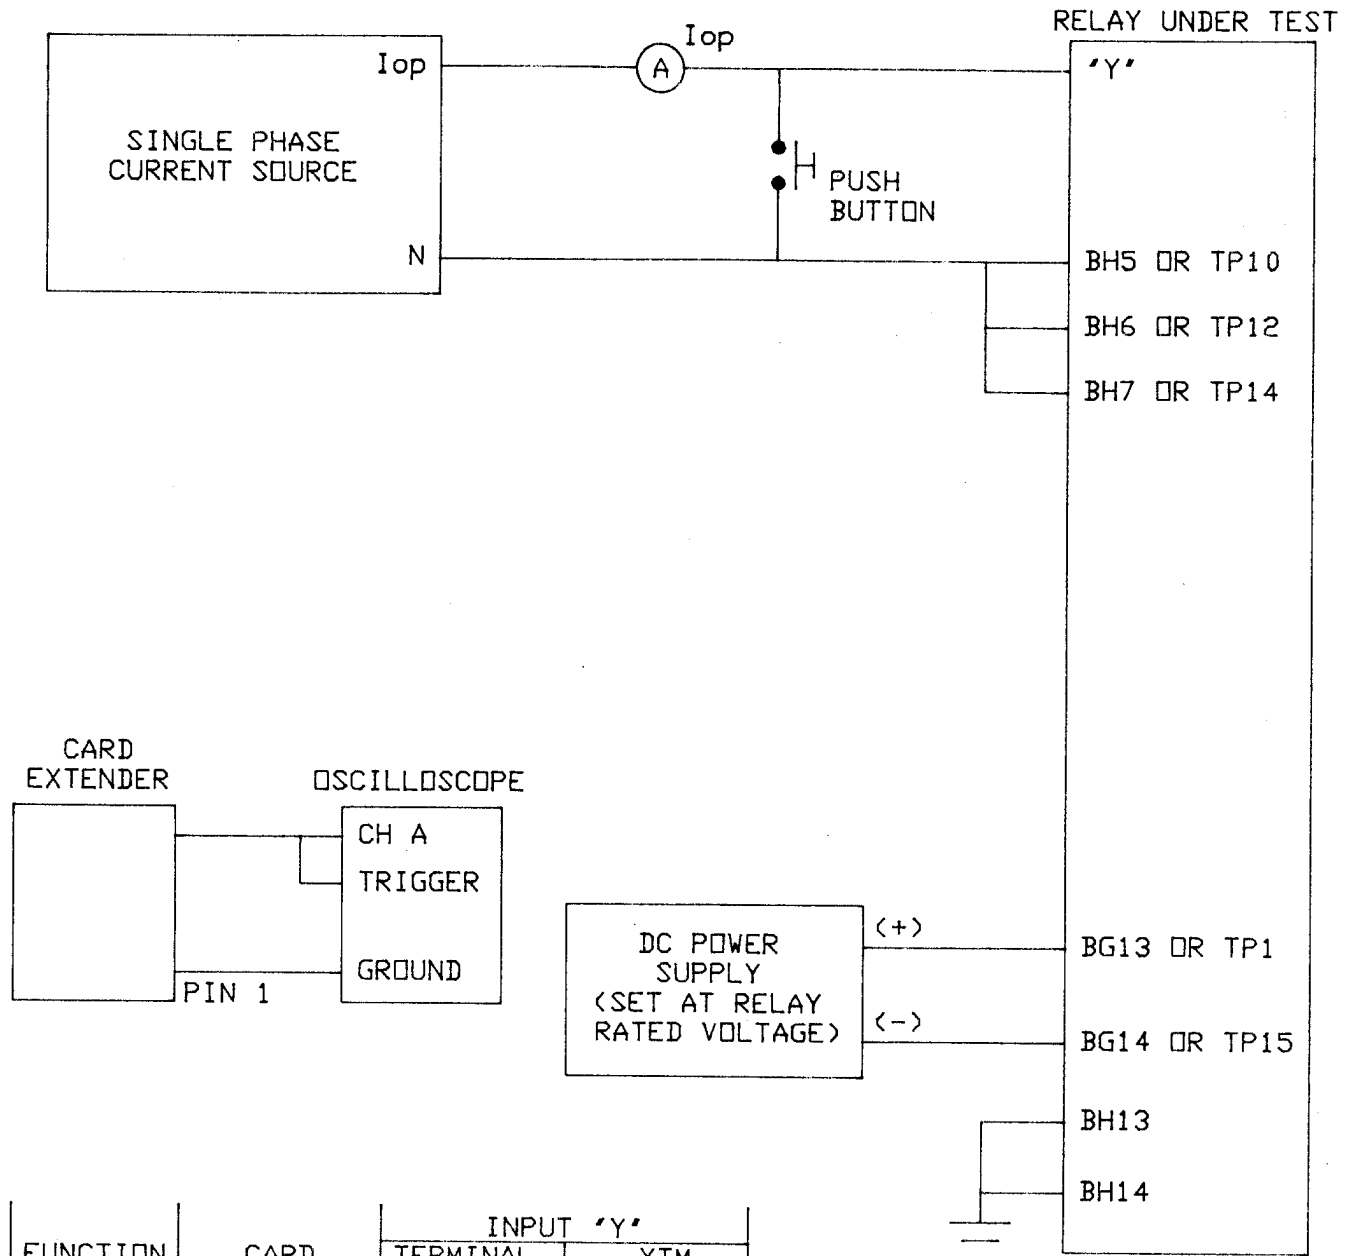 RELAY UNDER TEST
Iop
Iop
A
"Y"
SINGLE PHASE
CURRENT SOURCE
PUSH
BUTTON
N
BH5 OR TP10
BH6 OR TP12
BH7 OR TP14
CARD
EXTENDER
OSCILLOSCOPE
CH A
TRIGGER
GROUND
PIN 1
DC POWER
SUPPLY
(SET AT RELAY
RATED VOLTAGE)
(+)
(-)
BG13 OR TP1
BG14 OR TP15
BH13
BH14
INPUT "Y"
FUNCTION CARD TERMINAL XTM